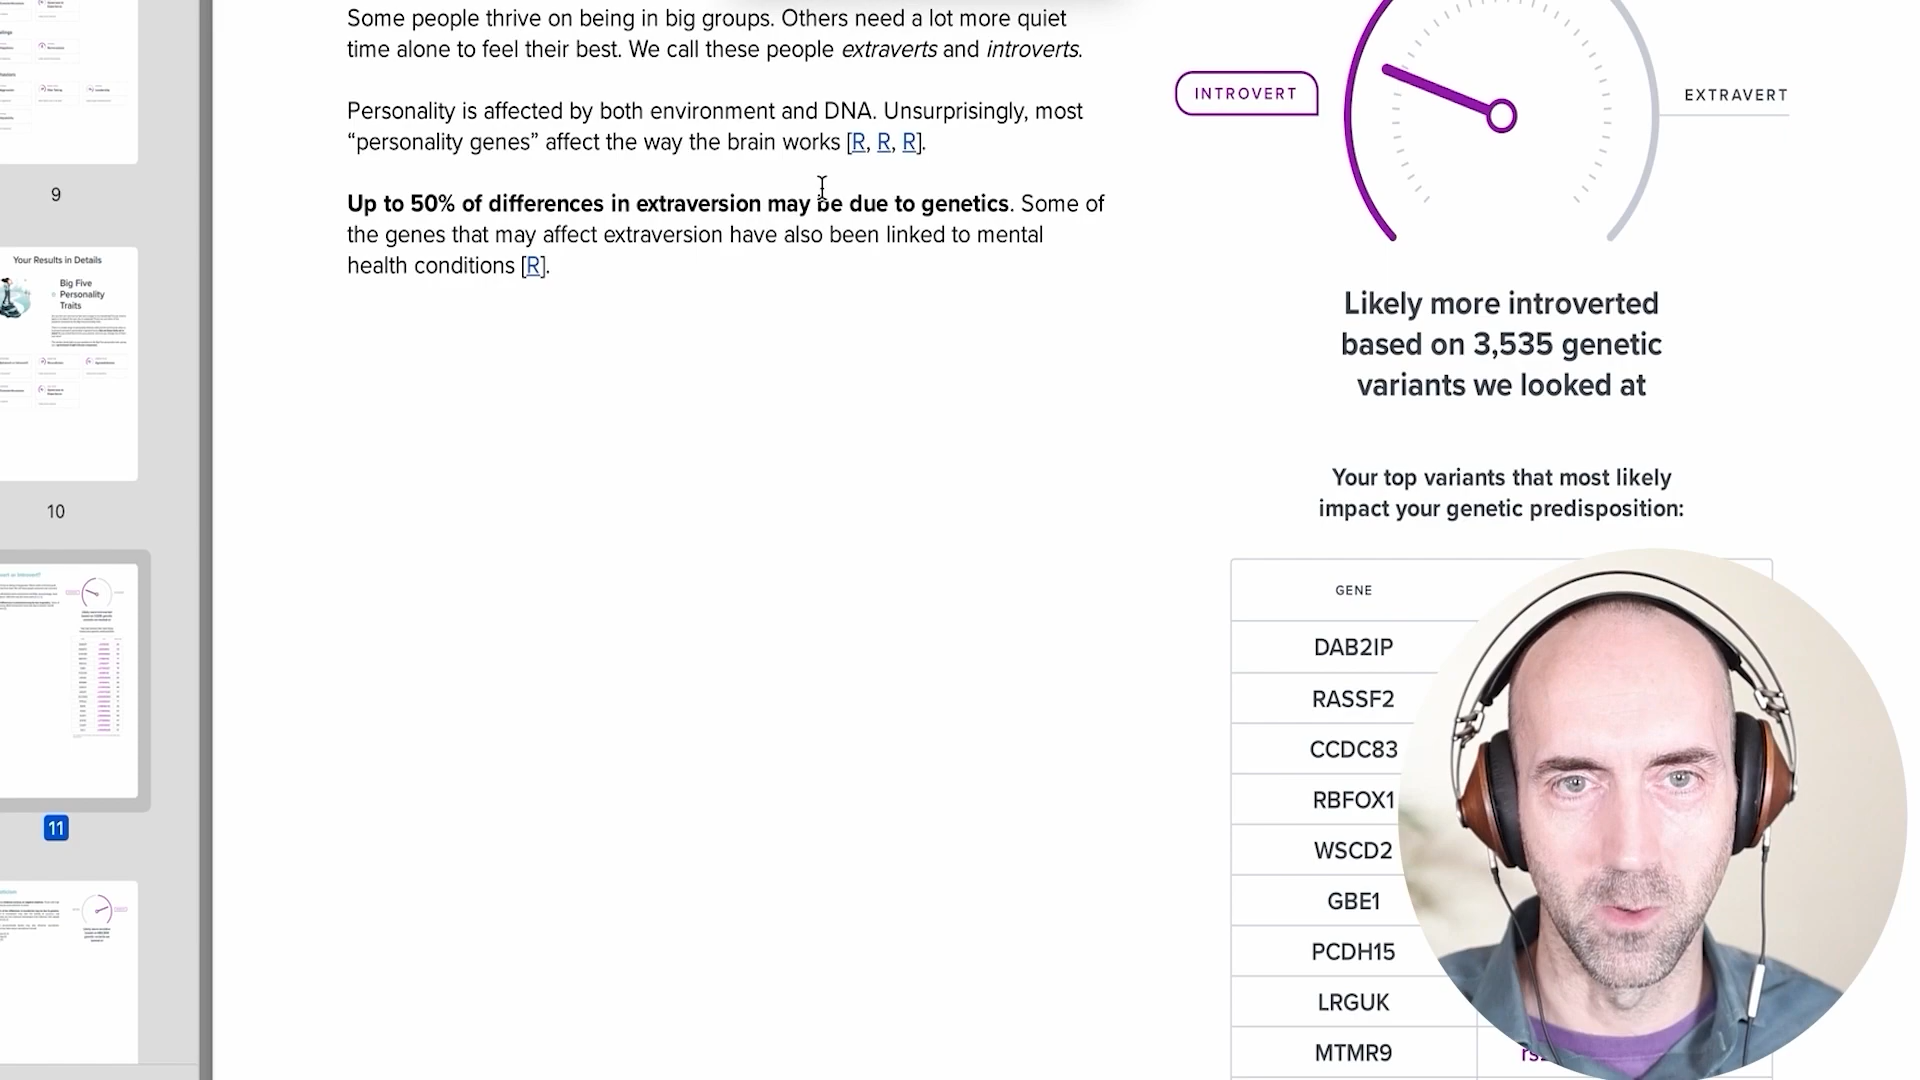 9
Your Results in Details
Big Five
Personality
Traits
10
11
Some people thrive on being in big groups. Others need a lot more quiet
time alone to feel their best. We call these people extraverts and introverts.
Personality is affected by both environment and DNA. Unsurprisingly, most
“personality genes” affect the way the brain works [R, R, R].
Up to 50% of differences in extraversion may be due to genetics. Some of
the genes that may affect extraversion have also been linked to mental
health conditions [R].
INTROVERT
EXTRAVERT
Likely more introverted
based on 3,535 genetic
variants we looked at
Your top variants that most likely
impact your genetic predisposition:
GENE
DAB2IP
RASSF2
CCDC83
RBFOX1
WSCD2
GBE1
PCDH15
LRGUK
MTMR9